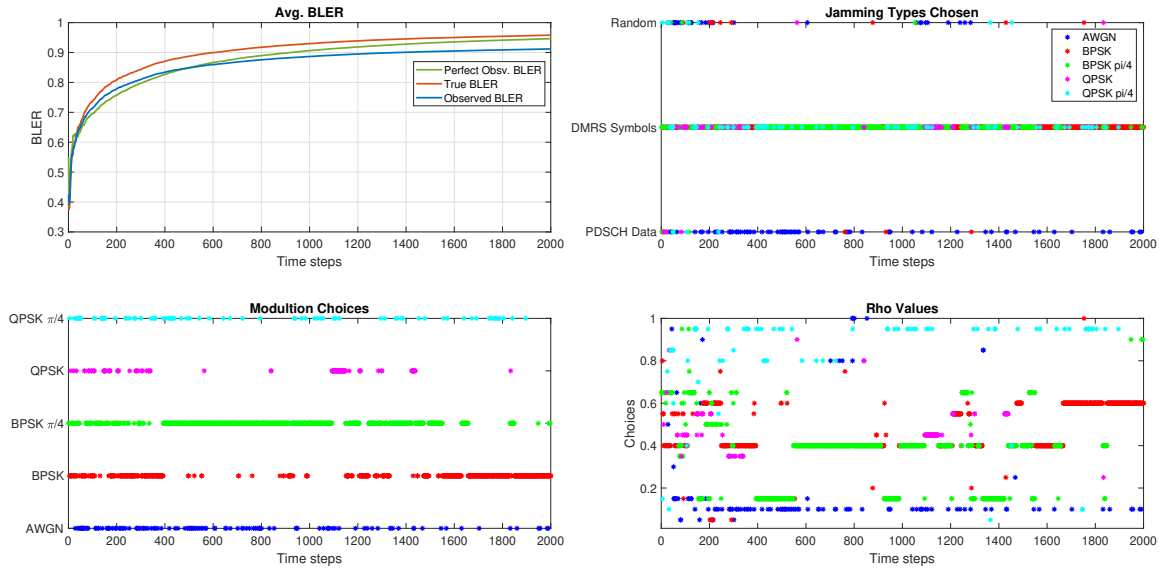 Avg. BLER
1
0.9
0.8
0.7
0.6
0.5
0.4
0.3
BLER
Perfect Obsv. BLER
True BLER
Observed BLER
0 200 400 600 800 1000 1200 1400 1600 1800 2000
Time steps
Jamming Types Chosen
Random
DMRS Symbols
PDSCH Data
AWGN
BPSK
BPSK pi/4
QPSK
QPSK pi/4
0 200 400 600 800 1000 1200 1400 1600 1800 2000
Time steps
Modultion Choices
QPSK π/4
QPSK
BPSK π/4
BPSK
AWGN
0 200 400 600 800 1000 1200 1400 1600 1800 2000
Time steps
Rho Values
1
0.8
0.6
0.4
0.2
Choices
0 200 400 600 800 1000 1200 1400 1600 1800 2000
Time steps